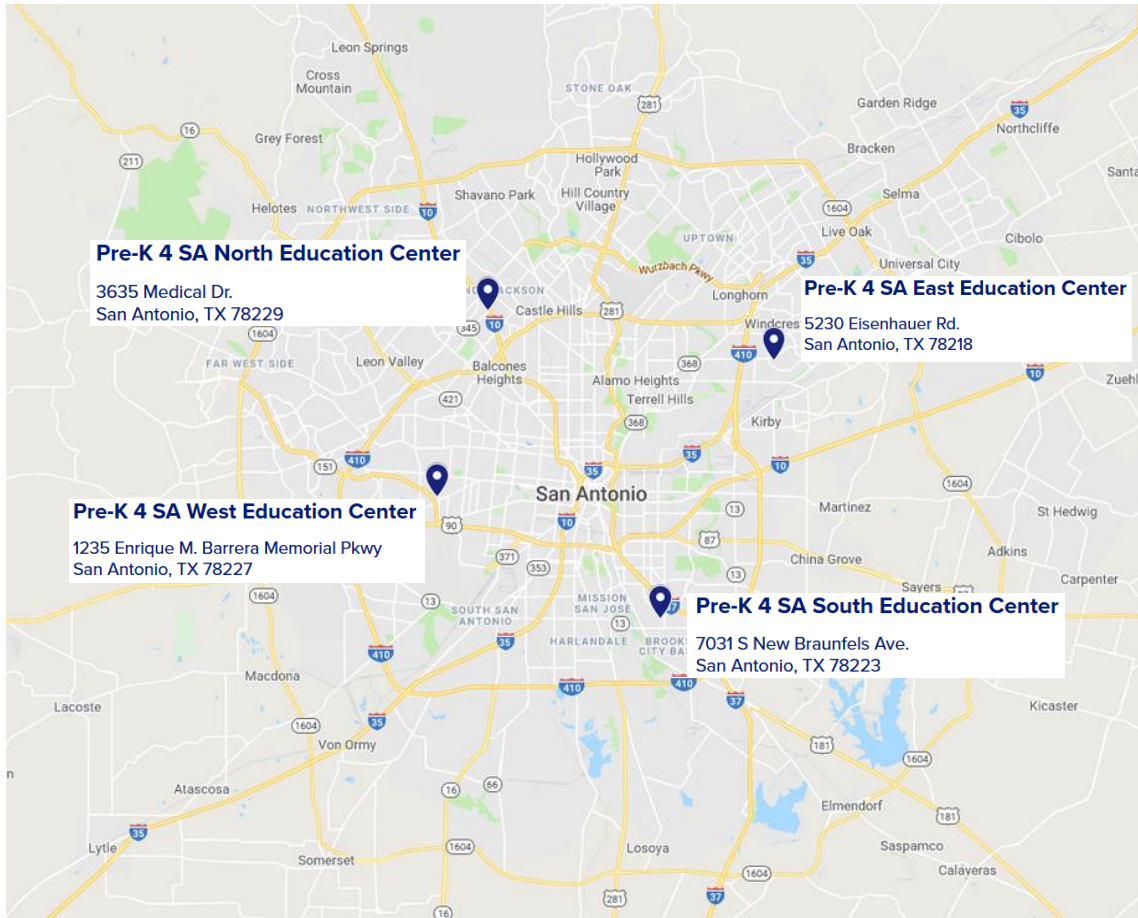 Leon Springs
Cross
Mountain
STONE OAK
281
Garden Ridge
35
Northcliffe
16
Grey Forest
Bracken
211
Hollywood
Park
Santa
Shavano Park
Hill Country
Village
Selma
Helotes
NORTHWEST SIDE
10
1604
Live Oak
UPTOWN
Cibolo
Pre-K 4 SA North Education Center
3635 Medical Dr.
San Antonio, TX 78229
35
Universal City
Wurzbach Pkwy
Longhorn
Pre-K 4 SA East Education Center
5230 Eisenhauer Rd.
San Antonio, TX 78218
JACKSON
Castle Hills
281
345
10
Windcres
1604
FAR WEST SIDE
Leon Valley
Balcones
Heights
410
368
10
Alamo Heights
Zuehl
421
Terrell Hills
368
Kirby
410
151
35
35
10
San Antonio
1604
Pre-K 4 SA West Education Center
1235 Enrique M. Barrera Memorial Pkwy
San Antonio, TX 78227
90
10
13
Martinez
St Hedwig
87
371
353
China Grove
Adkins
13
Sayers
Carpenter
1604
13
SOUTH SAN
ANTONIO
MISSION
SAN JOSE
13
HARLANDALE
BROOKS
CITY BA
Pre-K 4 SA South Education Center
7031 S New Braunfels Ave.
San Antonio, TX 78223
35
410
Macdona
410
410
37
Lacoste
Kicaster
35
1604
Von Ormy
181
1604
Atascosa
16
66
Elmendorf
181
35
Lytle
Somerset
1604
Losoya
Saspamco
1604
Calaveras
281
37
16